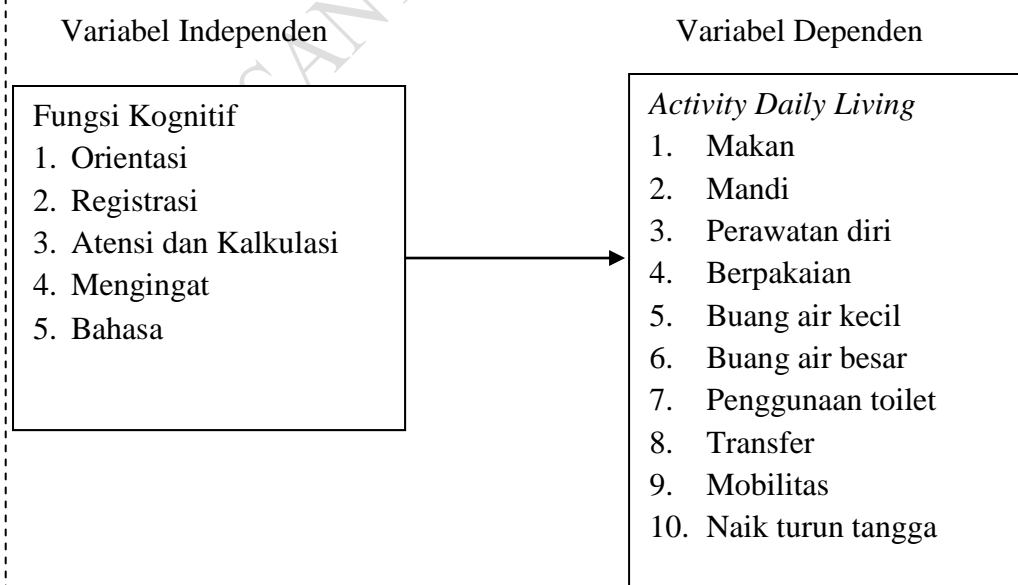 Variabel Independen
Variabel Dependen
Fungsi Kognitif
1. Orientasi
2. Registrasi
3. Atensi dan Kalkulasi
4. Mengingat
5. Bahasa
Activity Daily Living
1. Makan
2. Mandi
3. Perawatan diri
4. Berpakaian
5. Buang air kecil
6. Buang air besar
7. Penggunaan toilet
8. Transfer
9. Mobilitas
10. Naik turun tangga